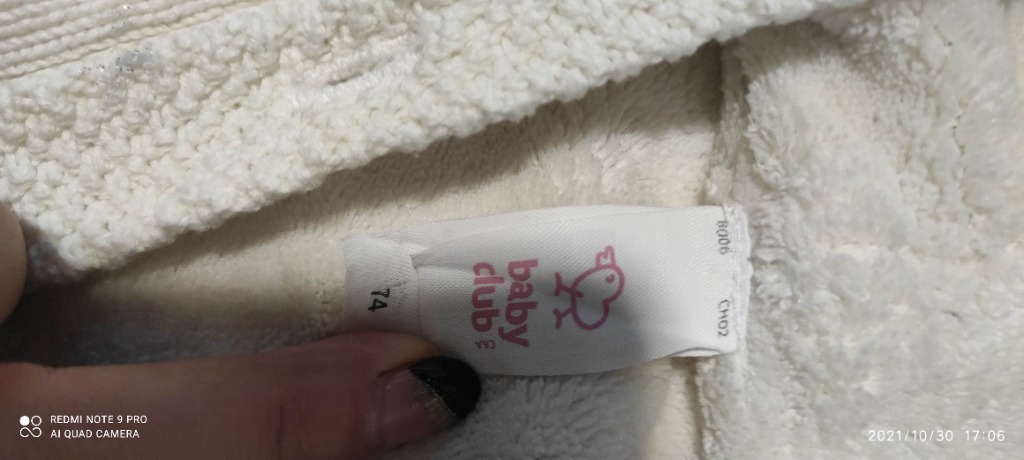 8006
CH02
baby
club
74
REDMI NOTE 9 PRO
AI QUAD CAMERA
2021/10/30 17:06